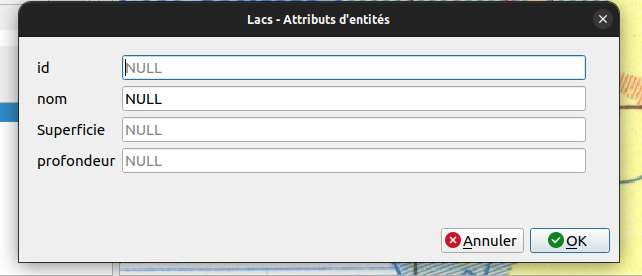 Lacs - Attributs d'entités
id NULL
nom NULL
Superficie NULL
profondeur NULL
Annuler OK